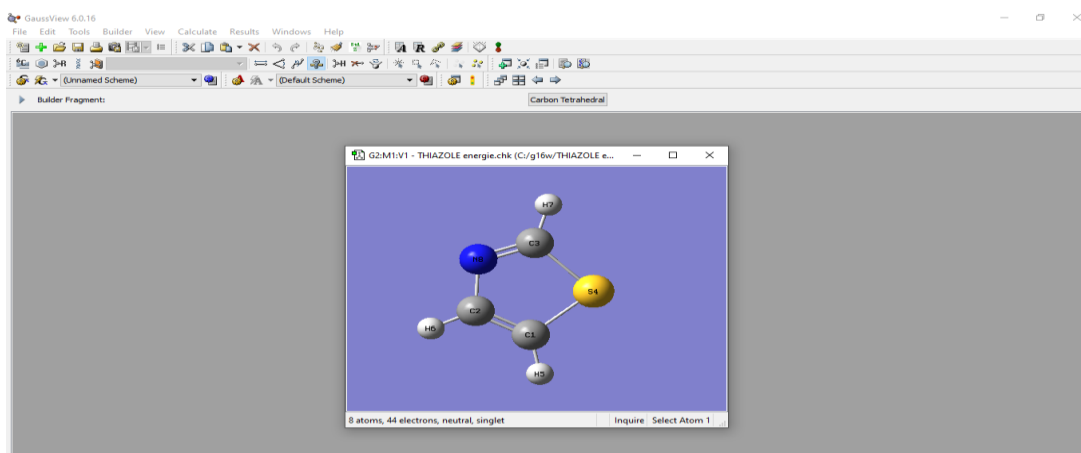 GaussView 6.0.16
File Edit Tools Builder View Calculate Results Windows Help
(Unnamed Scheme) (Default Scheme)
Builder Fragment: Carbon Tetrahedral
G2:M1:V1 - THIAZOLE energie.chk (C:/g16w/THIAZOLE e...
H7
C3
S4
C2
H6
C1
H5
8 atoms, 44 electrons, neutral, singlet Inquire Select Atom 1